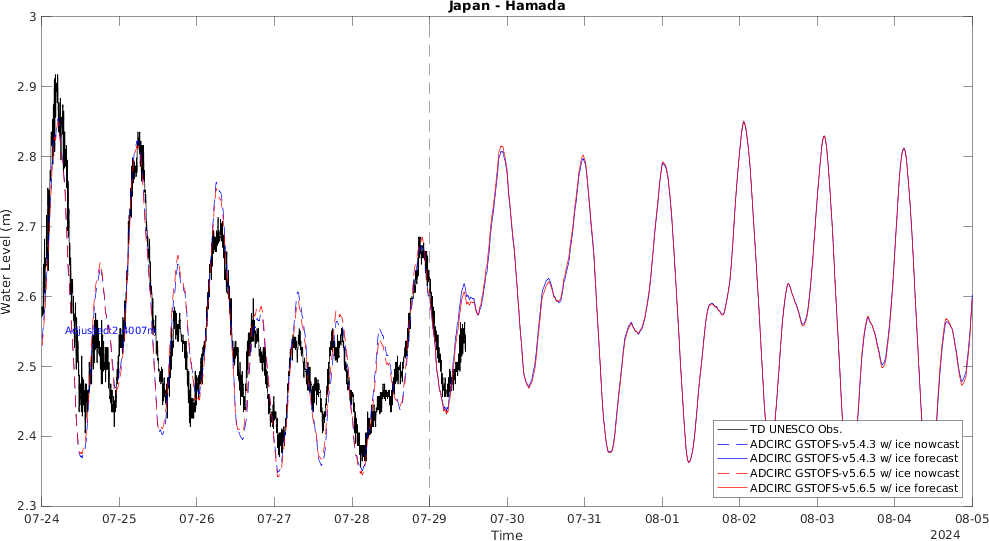 Japan - Hamada
Water Level (m)
3
2.9
2.8
2.7
2.6
2.5
2.4
2.3
Adjusted:2.4007m
TD UNESCO Obs.
ADCIRC GSTOFS-v5.4.3 w/ ice nowcast
ADCIRC GSTOFS-v5.4.3 w/ ice forecast
ADCIRC GSTOFS-v5.6.5 w/ ice nowcast
ADCIRC GSTOFS-v5.6.5 w/ ice forecast
07-24 07-25 07-26 07-27 07-28 07-29 07-30 07-31 08-01 08-02 08-03 08-04 08-05
Time
2024